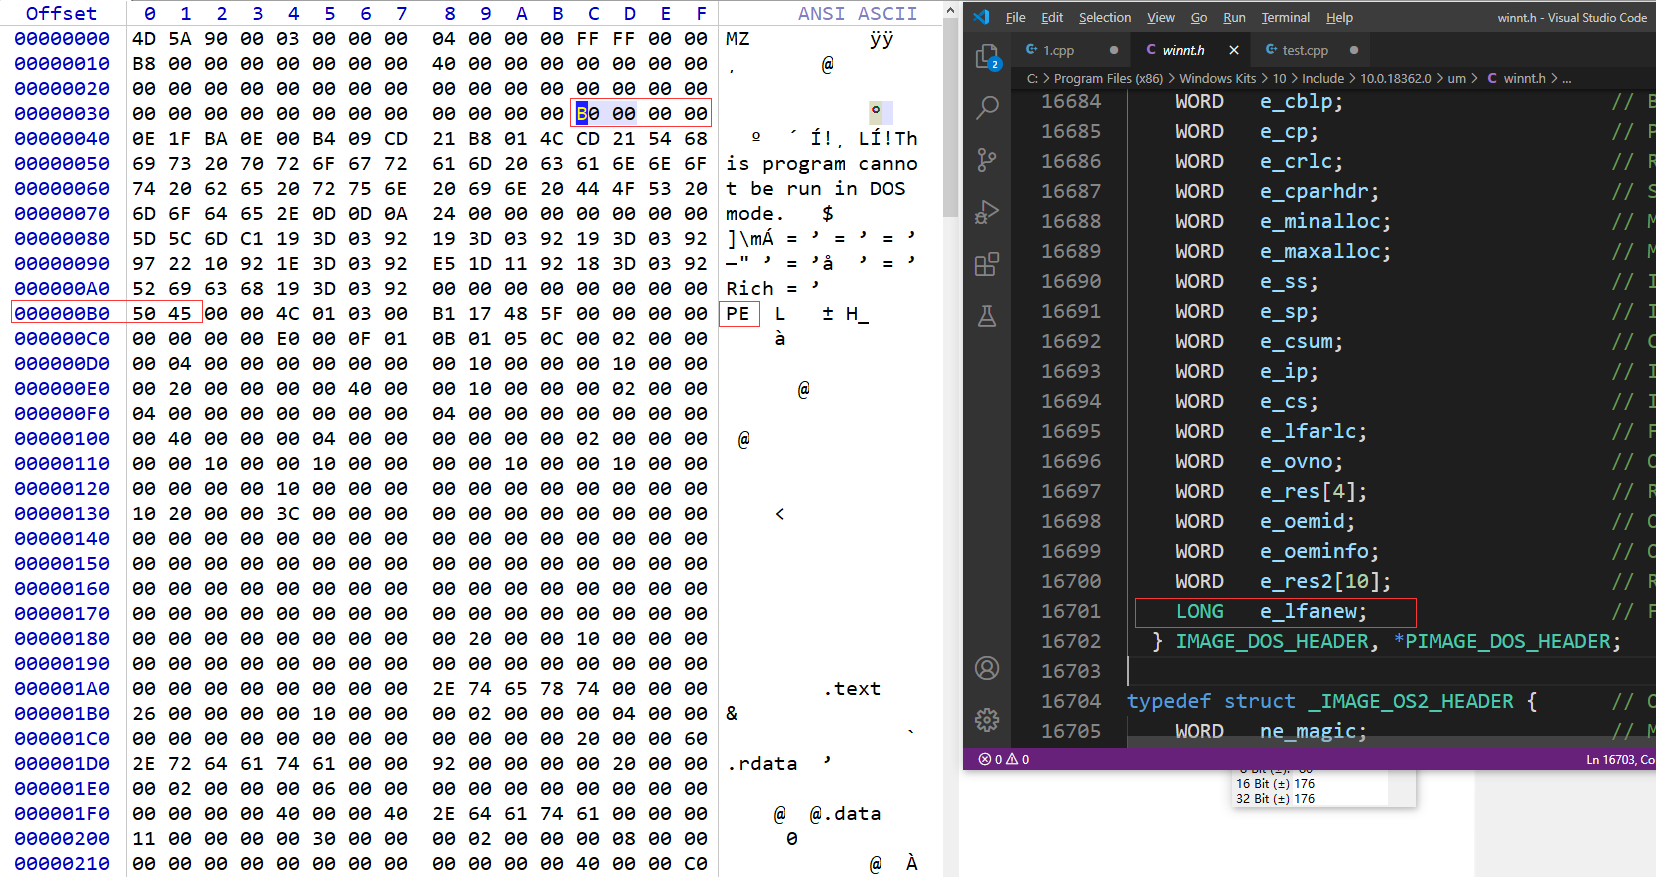 Offset 0 1 2 3 4 5 6 7 8 9 A B C D E F ANSI ASCII
00000000 4D 5A 90 00 03 00 00 00 04 00 00 00 FF FF 00 00 MZ ÿÿ
00000010 B8 00 00 00 00 00 00 00 40 00 00 00 00 00 00 00 ¸ @
00000020 00 00 00 00 00 00 00 00 00 00 00 00 00 00 00 00
00000030 00 00 00 00 00 00 00 00 00 00 00 00 B0 00 00 00 °
00000040 0E 1F BA 0E 00 B4 09 CD 21 B8 01 4C CD 21 54 68 º ´ Í!¸ LÍ!Th
00000050 69 73 20 70 72 6F 67 72 61 6D 20 63 61 6E 6E 6F is program canno
00000060 74 20 62 65 20 72 75 6E 20 69 6E 20 44 4F 53 20 t be run in DOS
00000070 6D 6F 64 65 2E 0D 0D 0A 24 00 00 00 00 00 00 00 mode. $
00000080 5D 5C 6D C1 19 3D 03 92 19 3D 03 92 19 3D 03 92 ]\mÁ = ’ = ’ = ’
00000090 97 22 10 92 1E 3D 03 92 E5 1D 11 92 18 3D 03 92 —" ’ = ’å ’ = ’
000000A0 52 69 63 68 19 3D 03 92 00 00 00 00 00 00 00 00 Rich = ’
000000B0 50 45 00 00 4C 01 03 00 B1 17 48 5F 00 00 00 00 PE L ± H_
000000C0 00 00 00 00 E0 00 0F 01 0B 01 05 0C 00 02 00 00 à
000000D0 00 04 00 00 00 00 00 00 00 10 00 00 00 10 00 00
000000E0 00 20 00 00 00 00 40 00 00 10 00 00 00 02 00 00 @
000000F0 04 00 00 00 00 00 00 00 04 00 00 00 00 00 00 00
00000100 00 40 00 00 00 04 00 00 00 00 00 00 02 00 00 00 @
00000110 00 00 10 00 00 10 00 00 00 00 10 00 00 10 00 00
00000120 00 00 00 00 10 00 00 00 00 00 00 00 00 00 00 00
00000130 10 20 00 00 3C 00 00 00 00 00 00 00 00 00 00 00 <
00000140 00 00 00 00 00 00 00 00 00 00 00 00 00 00 00 00
00000150 00 00 00 00 00 00 00 00 00 00 00 00 00 00 00 00
00000160 00 00 00 00 00 00 00 00 00 00 00 00 00 00 00 00
00000170 00 00 00 00 00 00 00 00 00 00 00 00 00 00 00 00
00000180 00 00 00 00 00 00 00 00 00 20 00 00 10 00 00 00
00000190 00 00 00 00 00 00 00 00 00 00 00 00 00 00 00 00
000001A0 00 00 00 00 00 00 00 00 2E 74 65 78 74 00 00 00 .text
000001B0 26 00 00 00 00 10 00 00 00 02 00 00 00 04 00 00 &
000001C0 00 00 00 00 00 00 00 00 00 00 00 00 20 00 00 60 `
000001D0 2E 72 64 61 74 61 00 00 92 00 00 00 00 20 00 00 .rdata ’
000001E0 00 02 00 00 00 06 00 00 00 00 00 00 00 00 00 00
000001F0 00 00 00 00 40 00 00 40 2E 64 61 74 61 00 00 00 @ @.data
00000200 11 00 00 00 00 30 00 00 00 02 00 00 00 08 00 00 0
00000210 00 00 00 00 00 00 00 00 00 00 00 00 40 00 00 C0 @ À
File Edit Selection View Go Run Terminal Help winnt.h - Visual Studio Code
1.cpp C winnt.h test.cpp
2
C: > Program Files (x86) > Windows Kits > 10 > Include > 10.0.18362.0 > um > C winnt.h > ...
16684 WORD e_cblp; // B
16685 WORD e_cp; // P
16686 WORD e_crlc; // R
16687 WORD e_cparhdr; // S
16688 WORD e_minalloc; // M
16689 WORD e_maxalloc; // M
16690 WORD e_ss; // I
16691 WORD e_sp; // I
16692 WORD e_csum; // C
16693 WORD e_ip; // I
16694 WORD e_cs; // I
16695 WORD e_lfarlc; // F
16696 WORD e_ovno; // O
16697 WORD e_res[4]; // R
16698 WORD e_oemid; // O
16699 WORD e_oeminfo; // O
16700 WORD e_res2[10]; // R
16701 LONG e_lfanew; // F
16702 } IMAGE_DOS_HEADER, *PIMAGE_DOS_HEADER;
16703
16704 typedef struct _IMAGE_OS2_HEADER { // O
16705 WORD ne_magic; // M
0 0 Ln 16703, Co
16 Bit (±) 176
32 Bit (±) 176